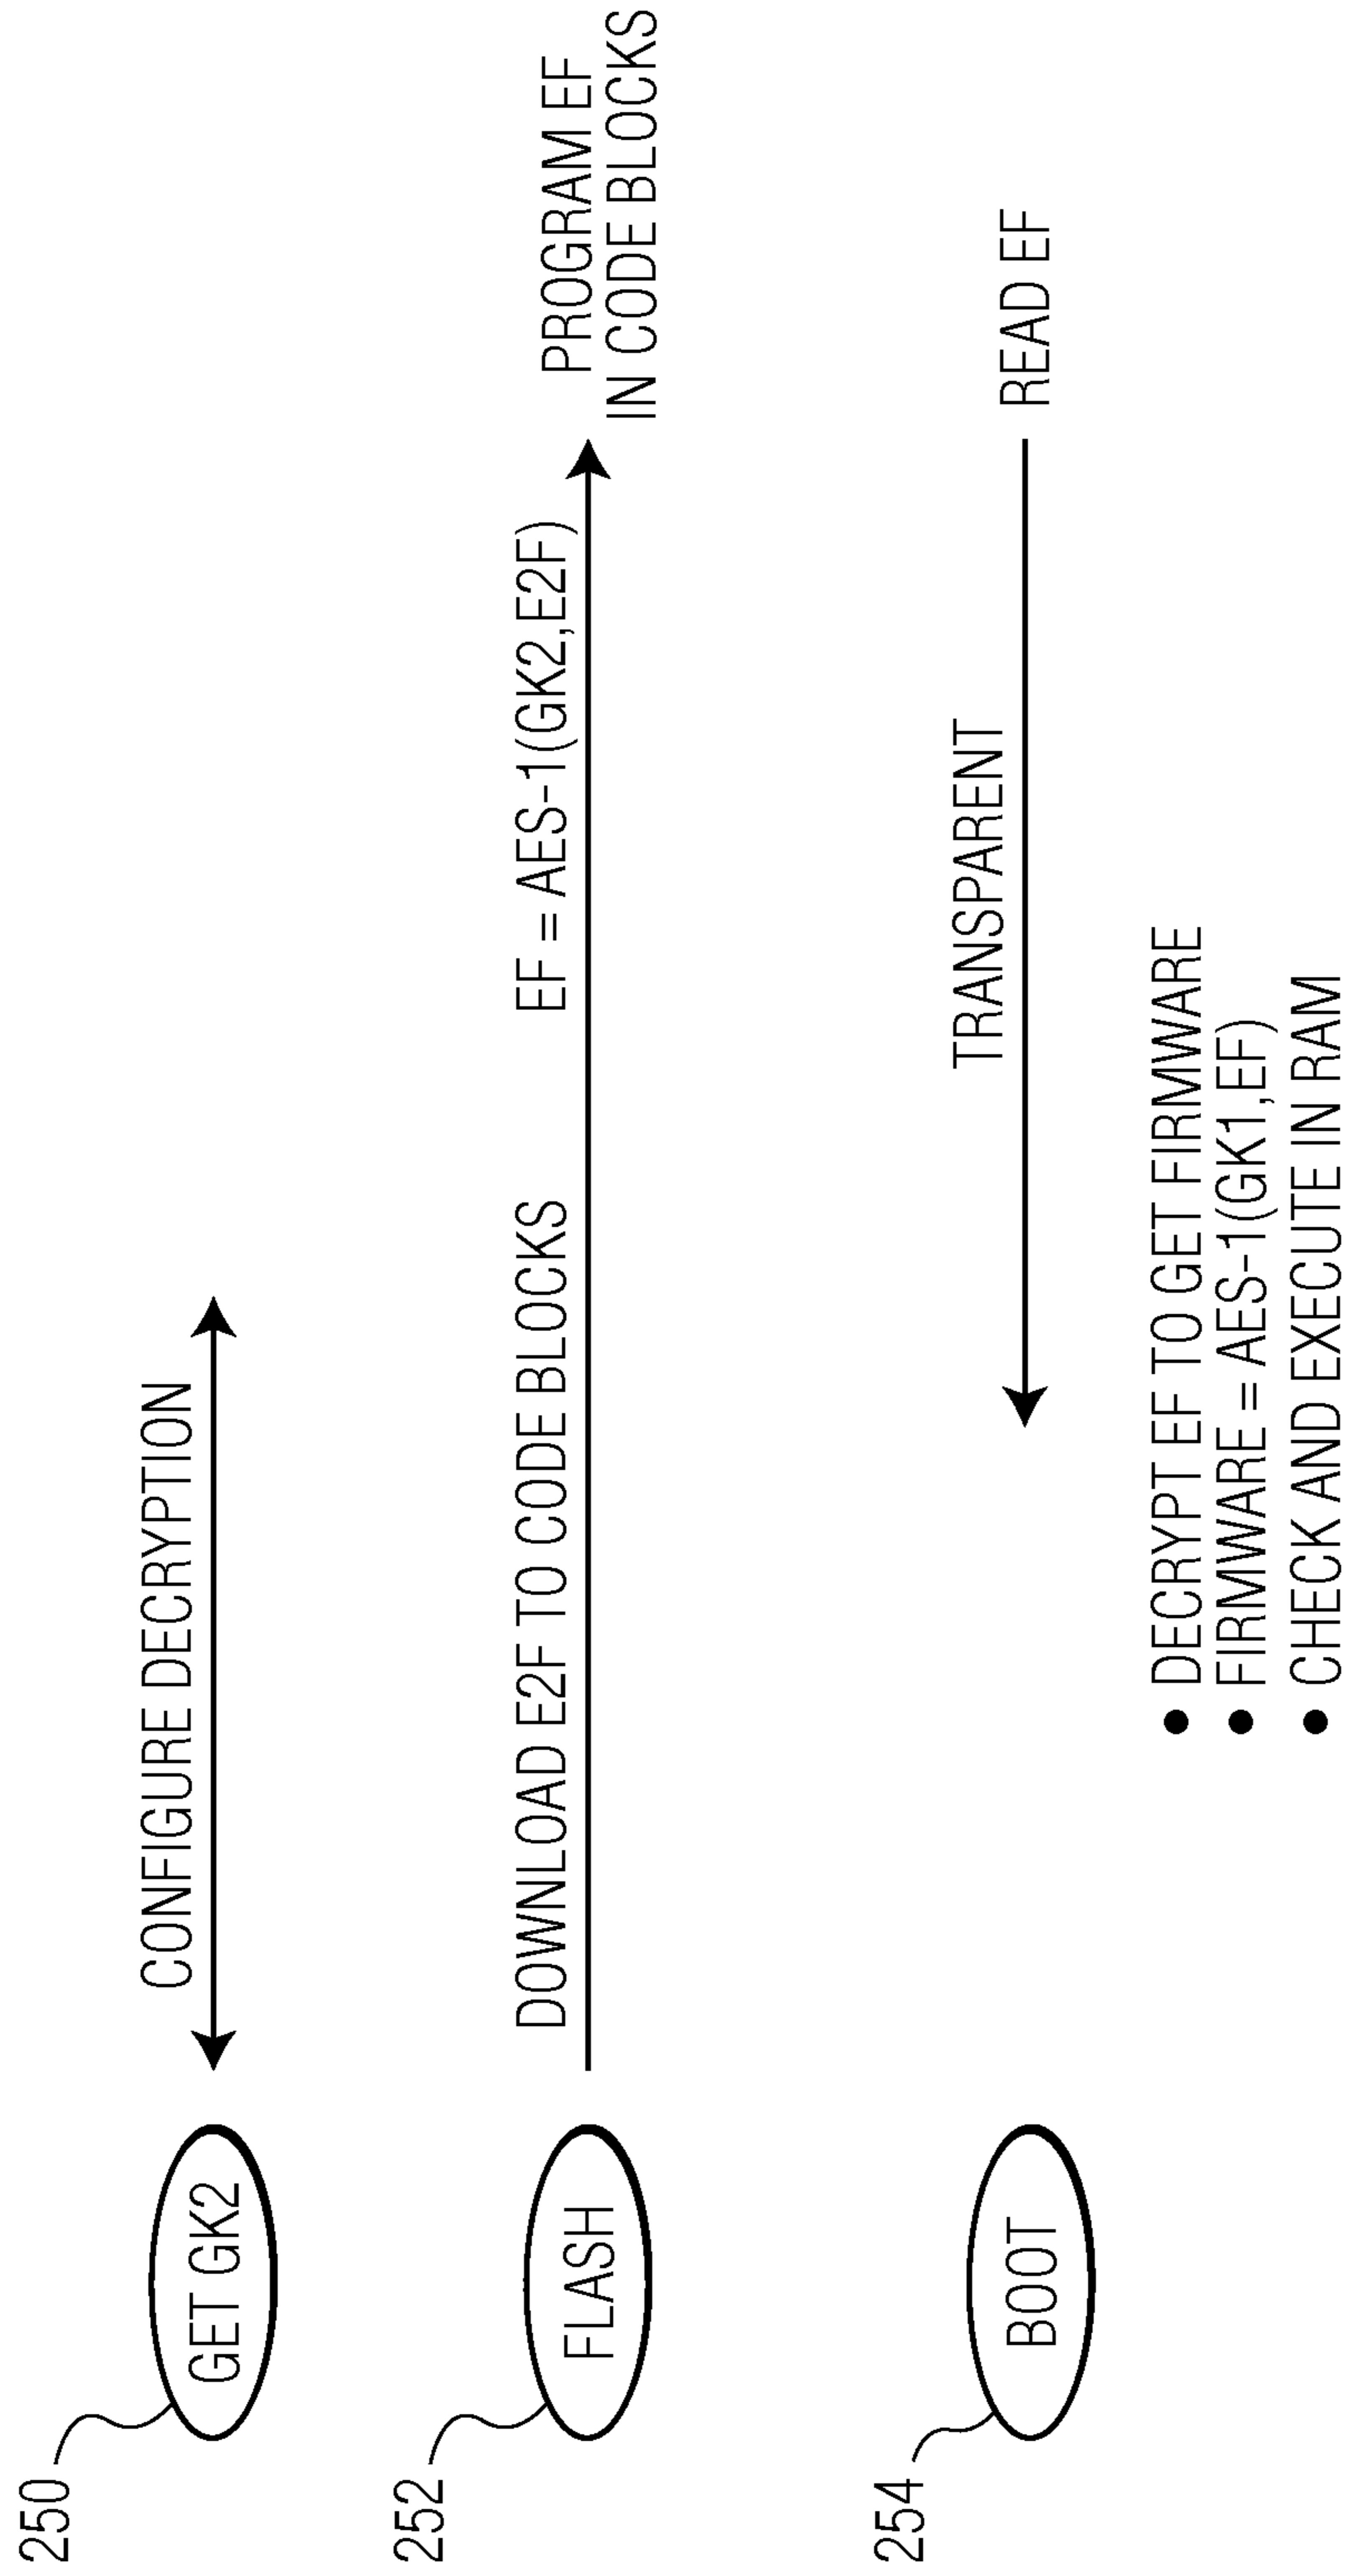 250
GET GK2
CONFIGURE DECRYPTION
252
FLASH
DOWNLOAD E2F TO CODE BLOCKS
EF = AES-1(GK2,E2F)
PROGRAM EF
IN CODE BLOCKS
254
BOOT
TRANSPARENT
READ EF
● DECRYPT EF TO GET FIRMWARE
● FIRMWARE = AES-1(GK1,EF)
● CHECK AND EXECUTE IN RAM